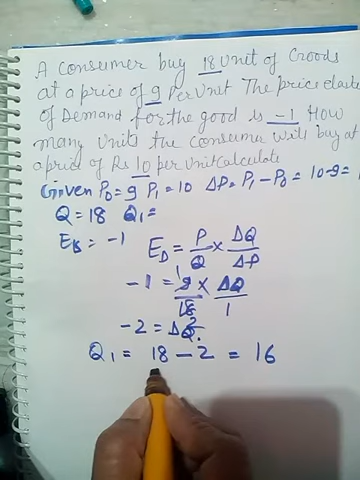 A Consumer buy 18 Unit of Goods
at a price of 9 Per Unit The price elastic
of Demand for the good is -1 How
many Units the Consumer will buy at
a price of Rs 10 per Unit Calculate
Given P0=9 P1=10 ΔP=P1-P0=10-9=1
Q=18 Q1=
Ed=-1 ED=P/Q×ΔQ/ΔP
-1=9/18×ΔQ/1
-2=ΔQ.
Q1=18-2=16